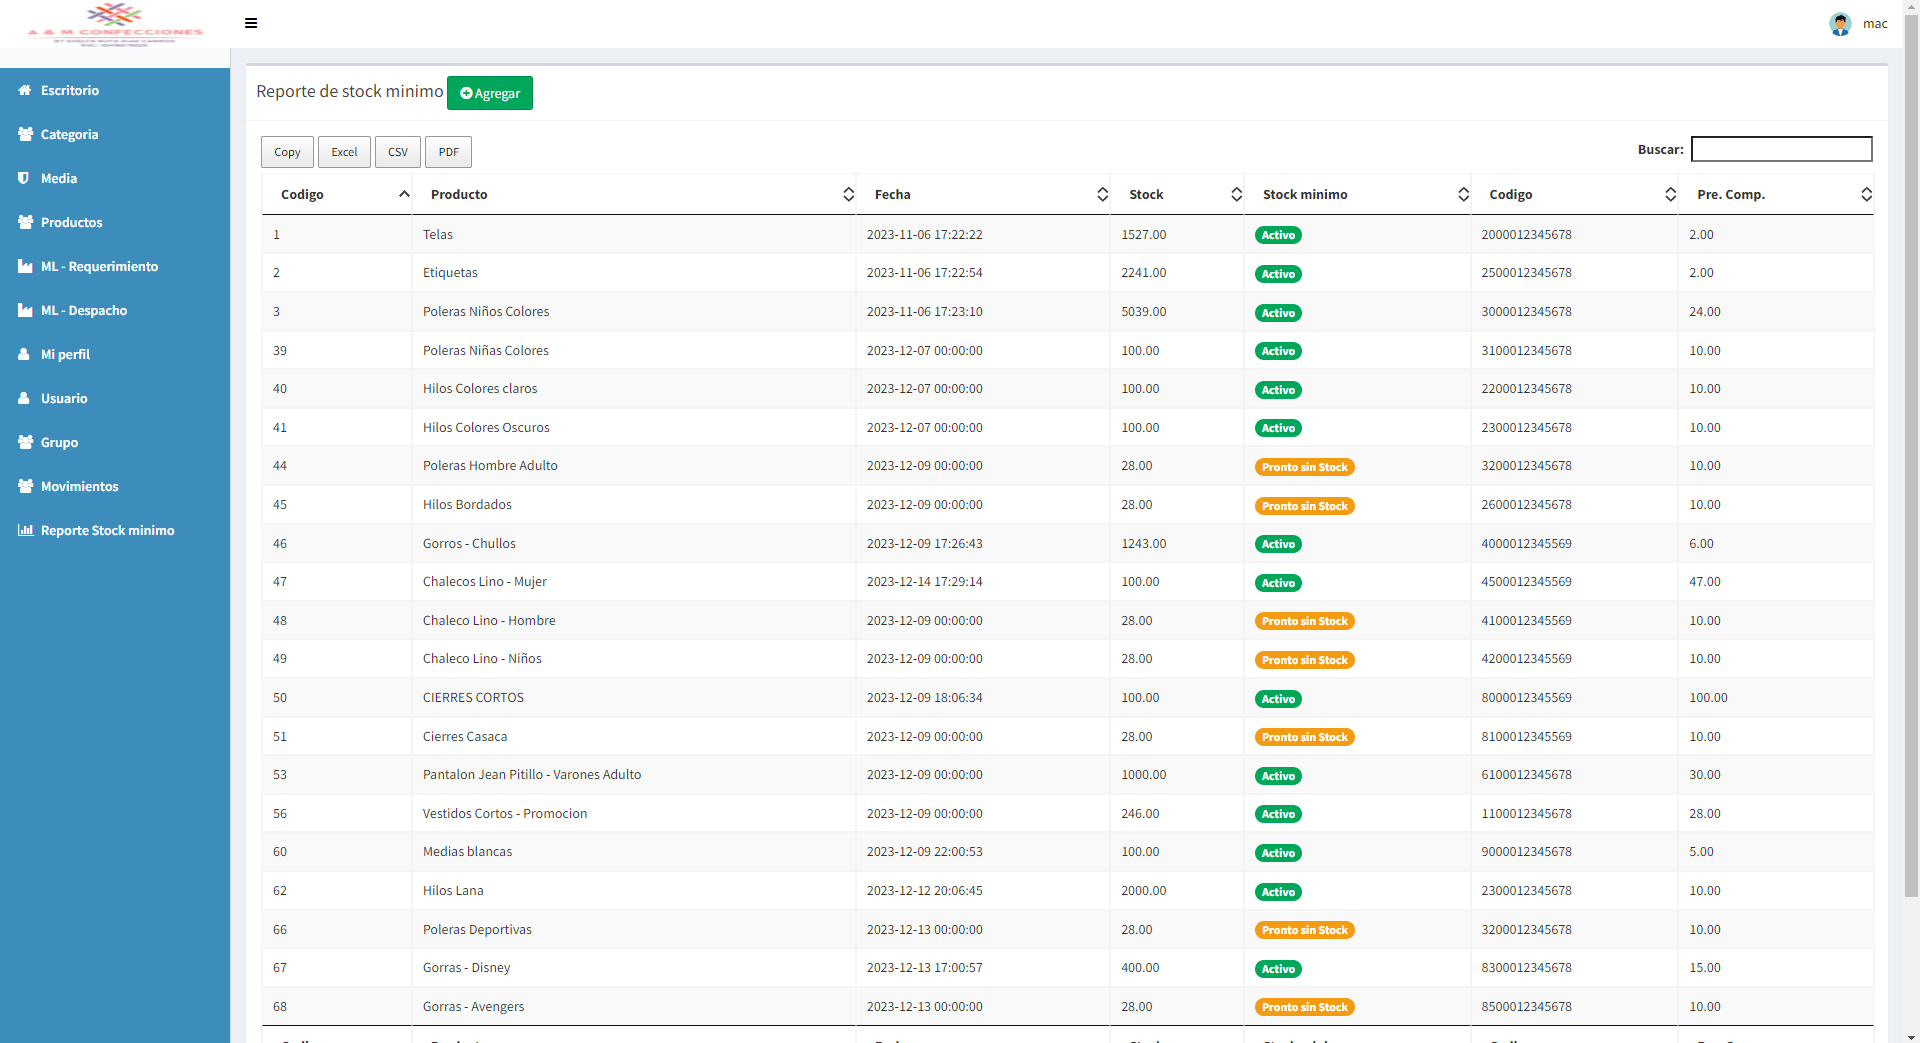 A & M CONFECCIONES
mac
Escritorio
Categoria
Media
Productos
ML - Requerimiento
ML - Despacho
Mi perfil
Usuario
Grupo
Movimientos
Reporte Stock minimo
Reporte de stock minimo Agregar
Copy Excel CSV PDF Buscar:
Codigo Producto Fecha Stock Stock minimo Codigo Pre. Comp.
1 Telas 2023-11-06 17:22:22 1527.00 Activo 2000012345678 2.00
2 Etiquetas 2023-11-06 17:22:54 2241.00 Activo 2500012345678 2.00
3 Poleras Niños Colores 2023-11-06 17:23:10 5039.00 Activo 3000012345678 24.00
39 Poleras Niñas Colores 2023-12-07 00:00:00 100.00 Activo 3100012345678 10.00
40 Hilos Colores claros 2023-12-07 00:00:00 100.00 Activo 2200012345678 10.00
41 Hilos Colores Oscuros 2023-12-07 00:00:00 100.00 Activo 2300012345678 10.00
44 Poleras Hombre Adulto 2023-12-09 00:00:00 28.00 Pronto sin Stock 3200012345678 10.00
45 Hilos Bordados 2023-12-09 00:00:00 28.00 Pronto sin Stock 2600012345678 10.00
46 Gorros - Chullos 2023-12-09 17:26:43 1243.00 Activo 4000012345569 6.00
47 Chalecos Lino - Mujer 2023-12-14 17:29:14 100.00 Activo 4500012345569 47.00
48 Chaleco Lino - Hombre 2023-12-09 00:00:00 28.00 Pronto sin Stock 4100012345569 10.00
49 Chaleco Lino - Niños 2023-12-09 00:00:00 28.00 Pronto sin Stock 4200012345569 10.00
50 CIERRES CORTOS 2023-12-09 18:06:34 100.00 Activo 8000012345569 100.00
51 Cierres Casaca 2023-12-09 00:00:00 28.00 Pronto sin Stock 8100012345569 10.00
53 Pantalon Jean Pitillo - Varones Adulto 2023-12-09 00:00:00 1000.00 Activo 6100012345678 30.00
56 Vestidos Cortos - Promocion 2023-12-09 00:00:00 246.00 Activo 1100012345678 28.00
60 Medias blancas 2023-12-09 22:00:53 100.00 Activo 9000012345678 5.00
62 Hilos Lana 2023-12-12 20:06:45 2000.00 Activo 2300012345678 10.00
66 Poleras Deportivas 2023-12-13 00:00:00 28.00 Pronto sin Stock 3200012345678 10.00
67 Gorras - Disney 2023-12-13 17:00:57 400.00 Activo 8300012345678 15.00
68 Gorras - Avengers 2023-12-13 00:00:00 28.00 Pronto sin Stock 8500012345678 10.00